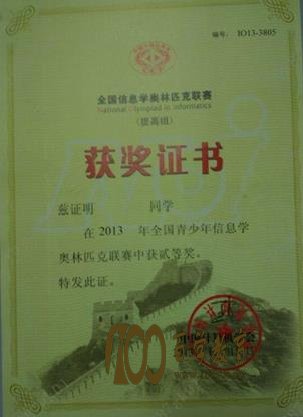 编号: IO13-3805
全国信息学奥林匹克联赛
National Olympiad in Informatics
(提高组)
获奖证书
兹证明 同学
在 2013 年全国青少年信息学
奥林匹克联赛中获贰等奖。
特发此证。